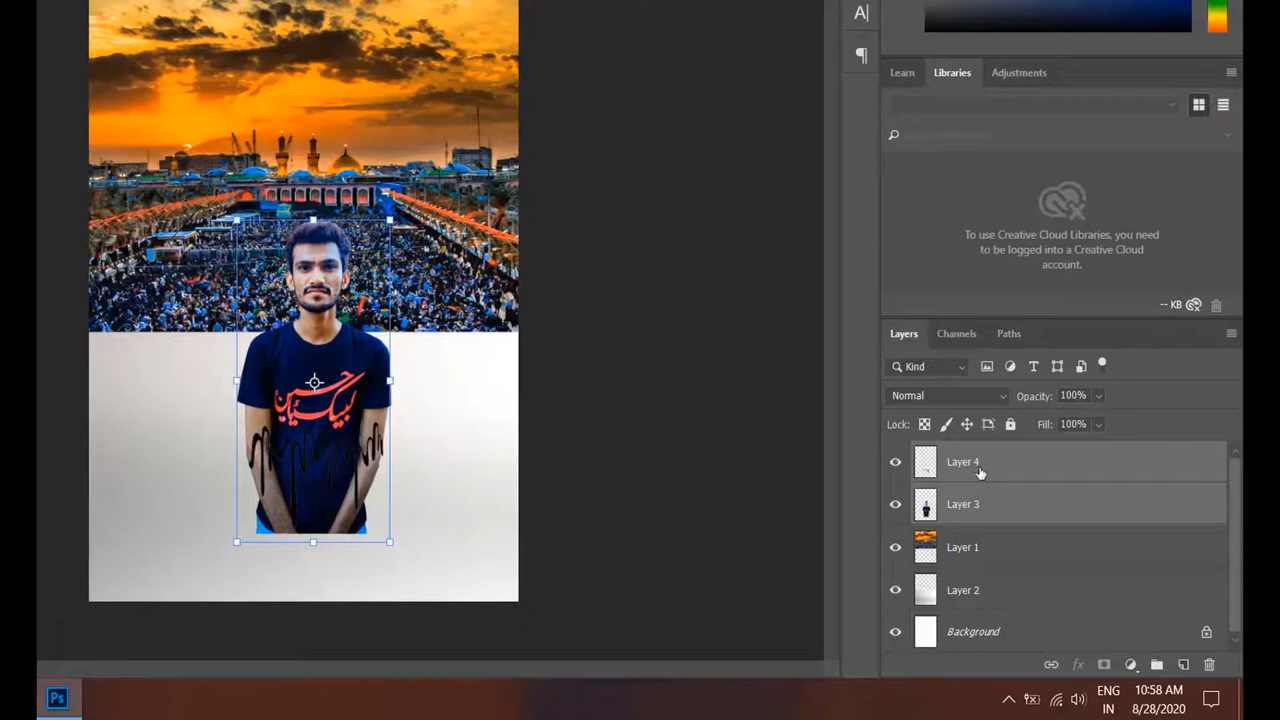 A|
¶
Learn
Libraries
Adjustments
To use Creative Cloud Libraries, you
need to be logged into a Creative Cloud
account.
-- KB
Layers
Channels
Paths
Kind
T
Normal
Opacity: 100%
Lock:
Fill: 100%
Layer 4
Layer 3
Layer 1
Layer 2
Background
fx
لبیک یا حسین
Ps
ENG
IN
10:58 AM
8/28/2020